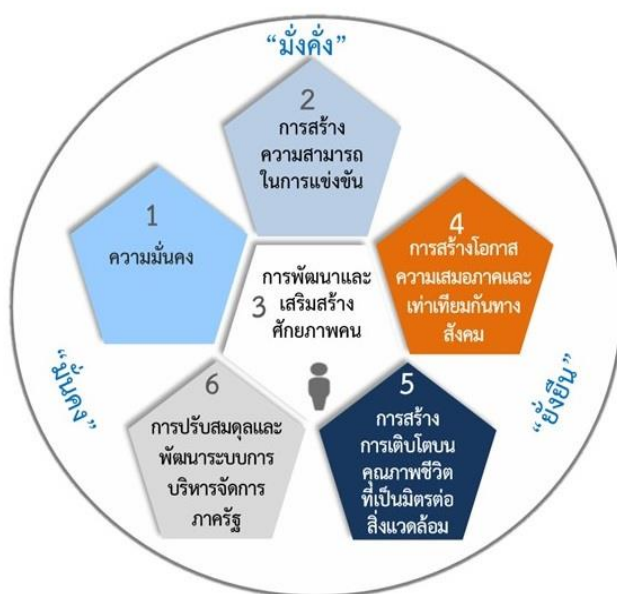 “มั่งคั่ง”
2
การสร้าง
ความสามารถ
ในการแข่งขัน
1
ความมั่นคง
4
การสร้างโอกาส
ความเสมอภาคและ
เท่าเทียมกันทาง
สังคม
การพัฒนาและ
3 เสริมสร้าง
ศักยภาพคน
“มั่นคง”
“ยั่งยืน”
6
การปรับสมดุลและ
พัฒนาระบบการ
บริหารจัดการ
ภาครัฐ
5
การสร้าง
การเติบโตบน
คุณภาพชีวิต
ที่เป็นมิตรต่อ
สิ่งแวดล้อม